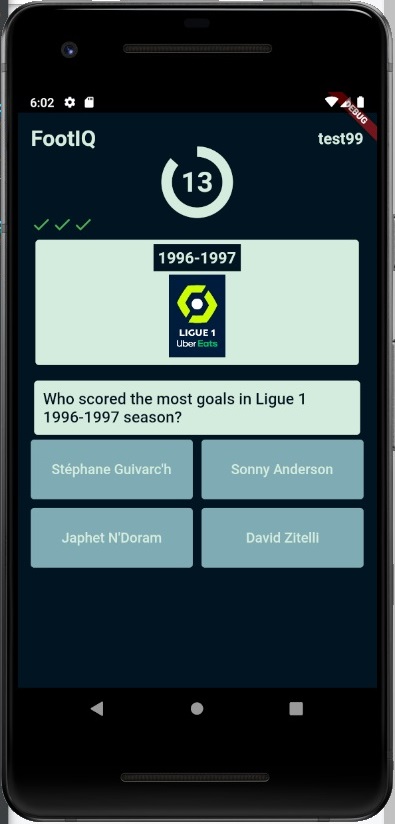 6:02
DEBUG
FootIQ
test99
13
1996-1997
LIGUE 1
Uber Eats
Who scored the most goals in Ligue 1
1996-1997 season?
Stéphane Guivarc'h
Sonny Anderson
Japhet N'Doram
David Zitelli